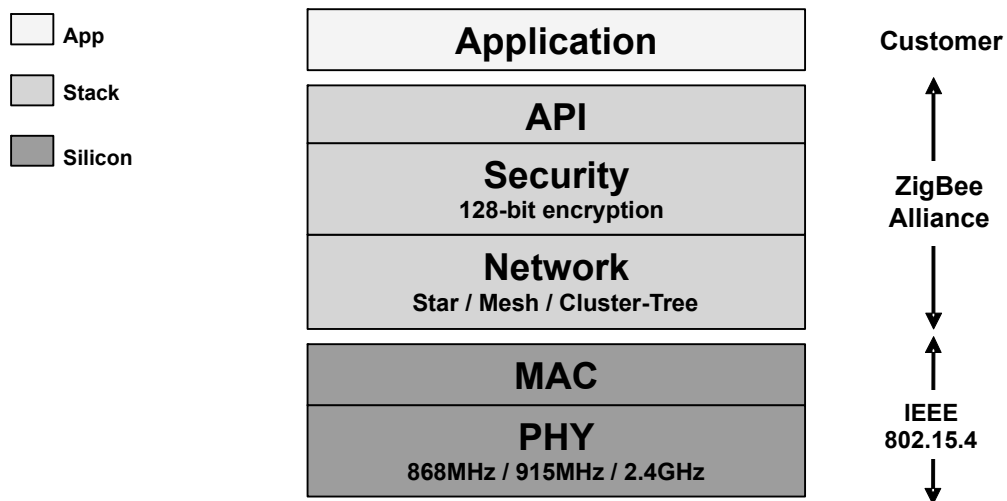 App
Stack
Silicon
Application
API
Security
128-bit encryption
Network
Star / Mesh / Cluster-Tree
MAC
PHY
868MHz / 915MHz / 2.4GHz
Customer
ZigBee
Alliance
IEEE
802.15.4